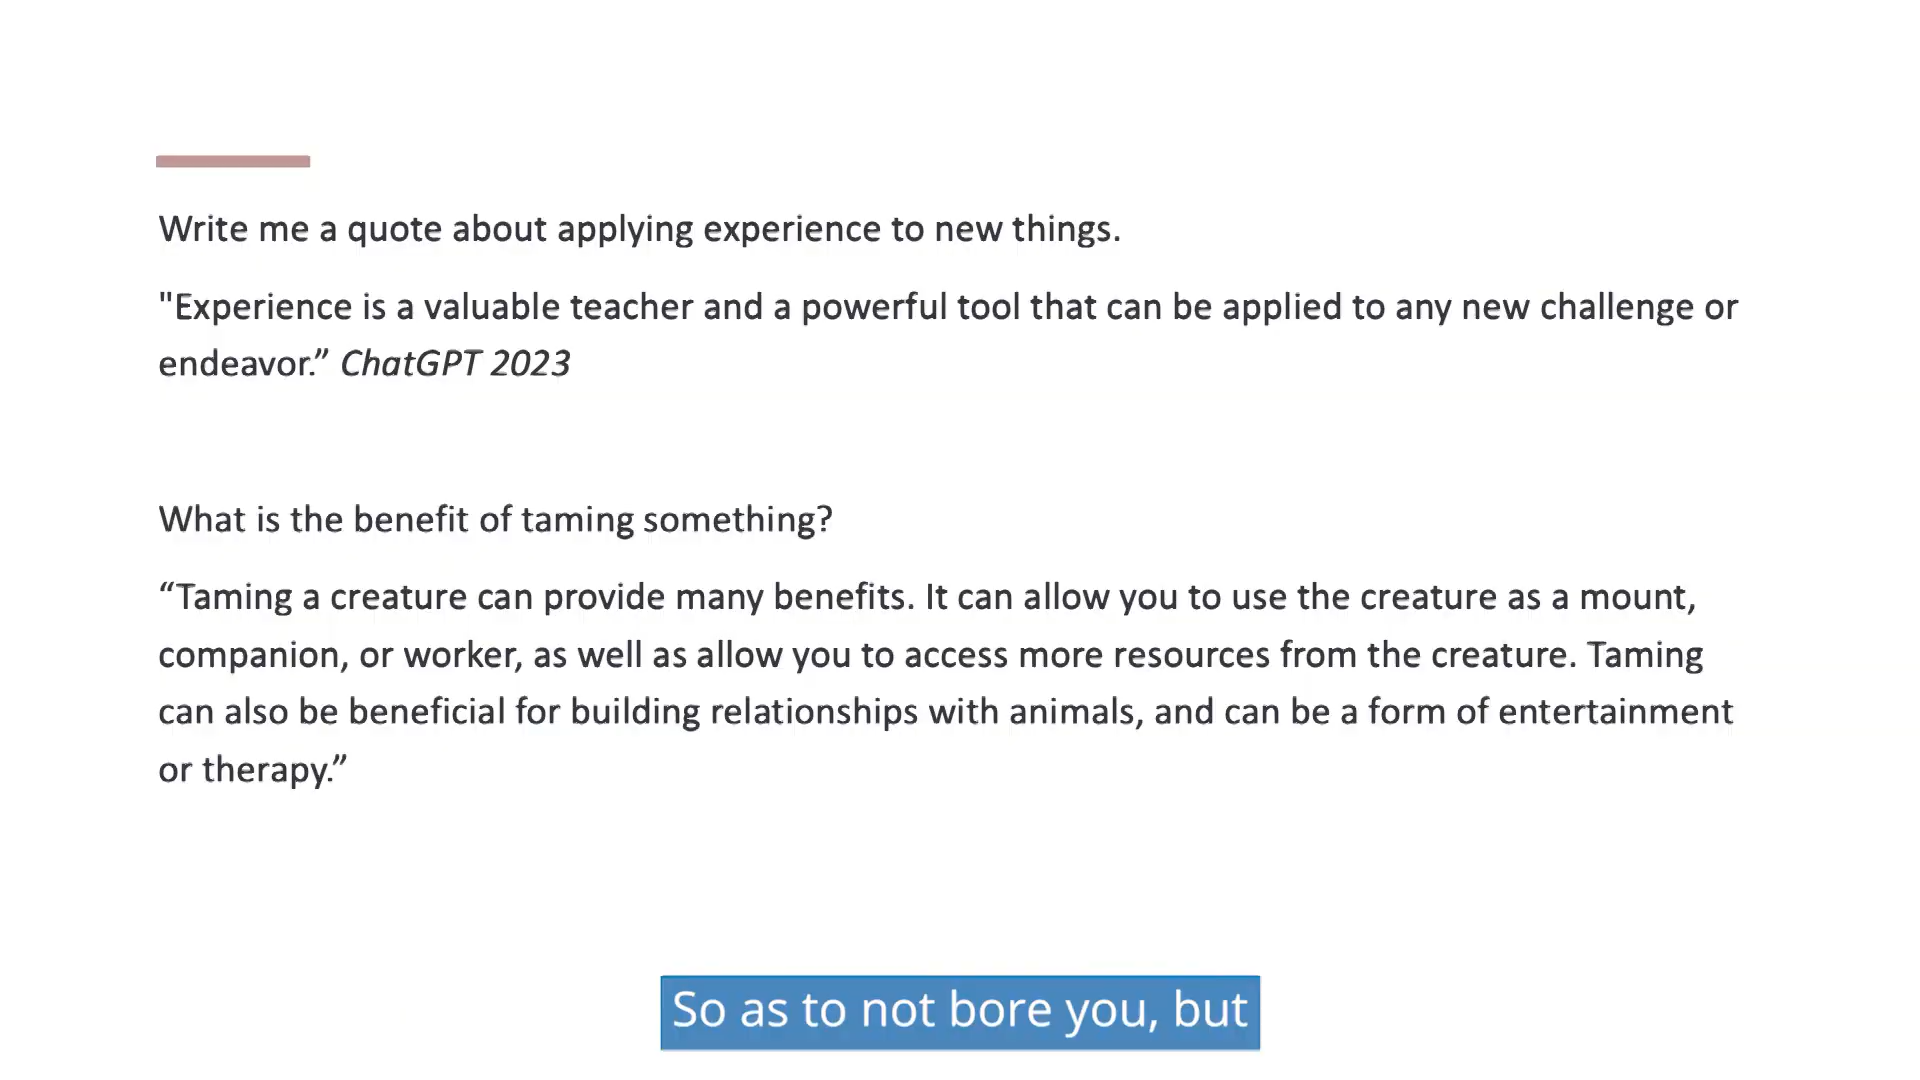 Write me a quote about applying experience to new things.
"Experience is a valuable teacher and a powerful tool that can be applied to any new challenge or
endeavor.” ChatGPT 2023
What is the benefit of taming something?
“Taming a creature can provide many benefits. It can allow you to use the creature as a mount,
companion, or worker, as well as allow you to access more resources from the creature. Taming
can also be beneficial for building relationships with animals, and can be a form of entertainment
or therapy.”
So as to not bore you, but